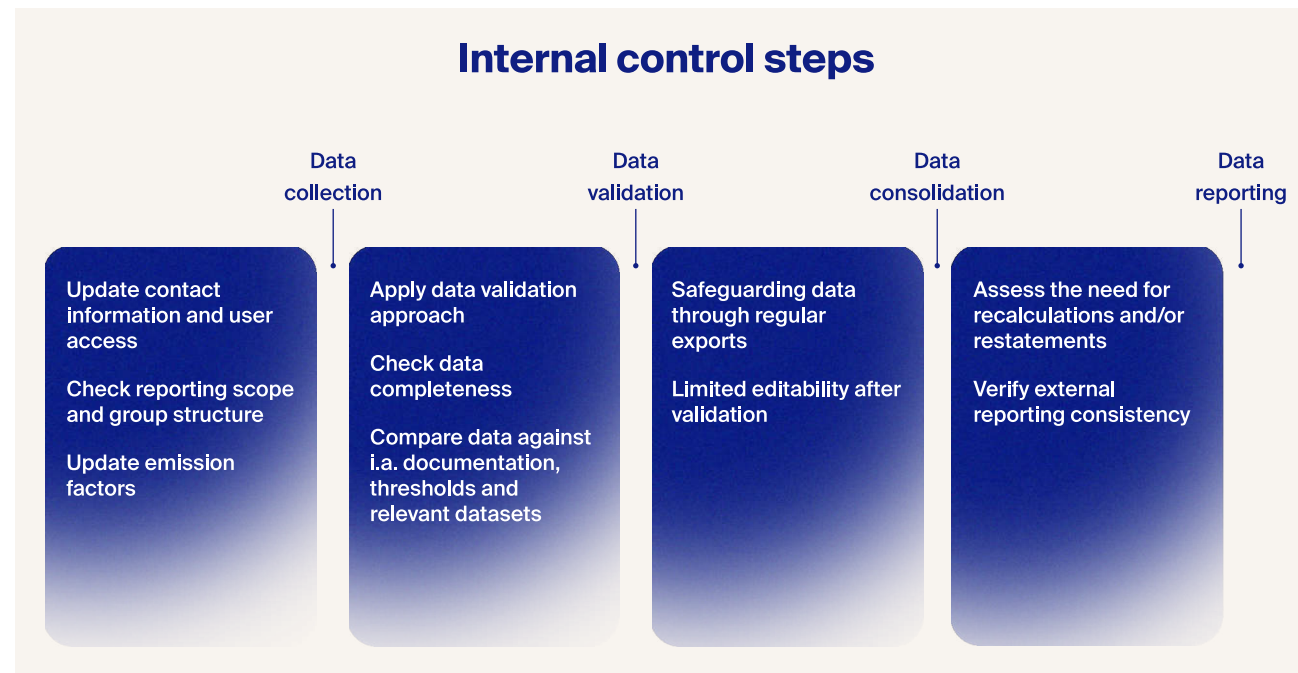 Internal control steps
Data
collection
Data
validation
Data
consolidation
Data
reporting
Update contact
information and user
access
Check reporting scope
and group structure
Update emission
factors
Apply data validation
approach
Check data
completeness
Compare data against
i.a. documentation,
thresholds and
relevant datasets
Safeguarding data
through regular
exports
Limited editability after
validation
Assess the need for
recalculations and/or
restatements
Verify external
reporting consistency